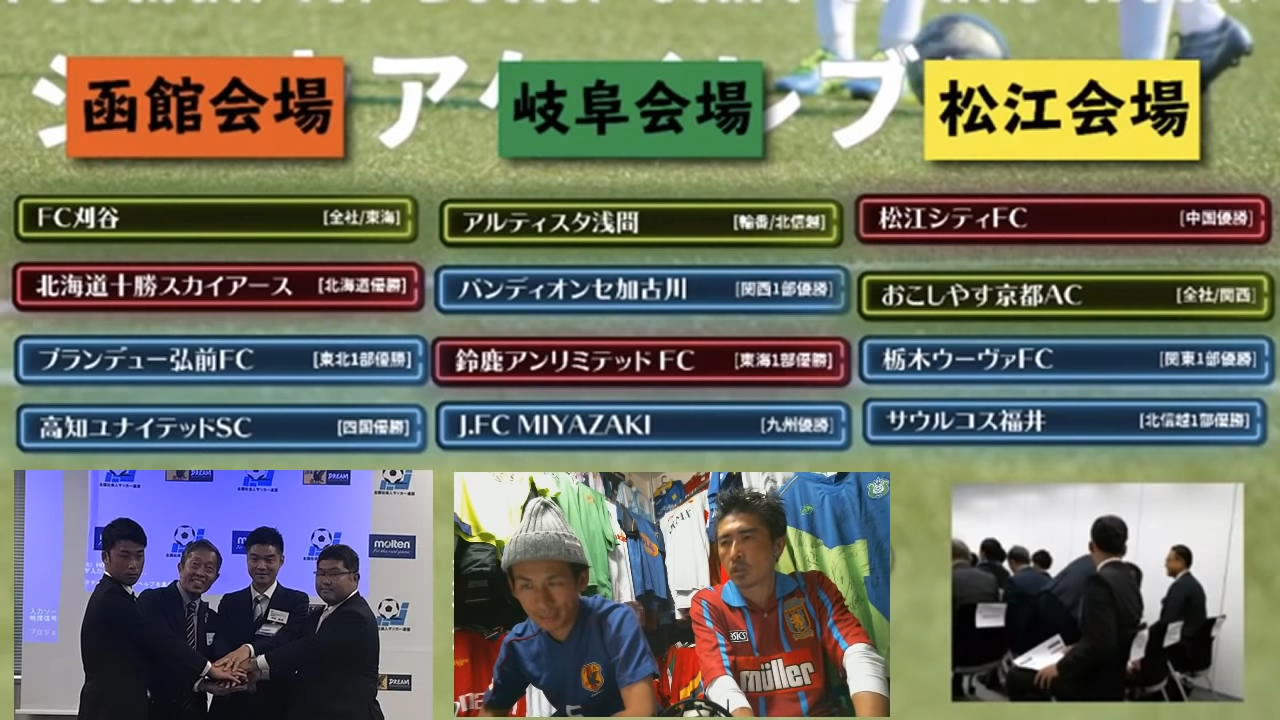 函館会場
岐阜会場
松江会場
FC刈谷 [全社/東海]
北海道十勝スカイアース [北海道優勝]
ブランデュー弘前FC [東北1部優勝]
高知ユナイテッドSC [四国優勝]
アルティスタ浅間 [輪番/北信越]
バンディオンセ加古川 [関西1部優勝]
鈴鹿アンリミテッド FC [東海1部優勝]
J.FC MIYAZAKI [九州優勝]
松江シティFC [中国優勝]
おこしやす京都AC [全社/関西]
栃木ウーヴァFC [関東1部優勝]
サウルコス福井 [北信越1部優勝]
DREAM
molten
For the real game
DREAM
asics
müller